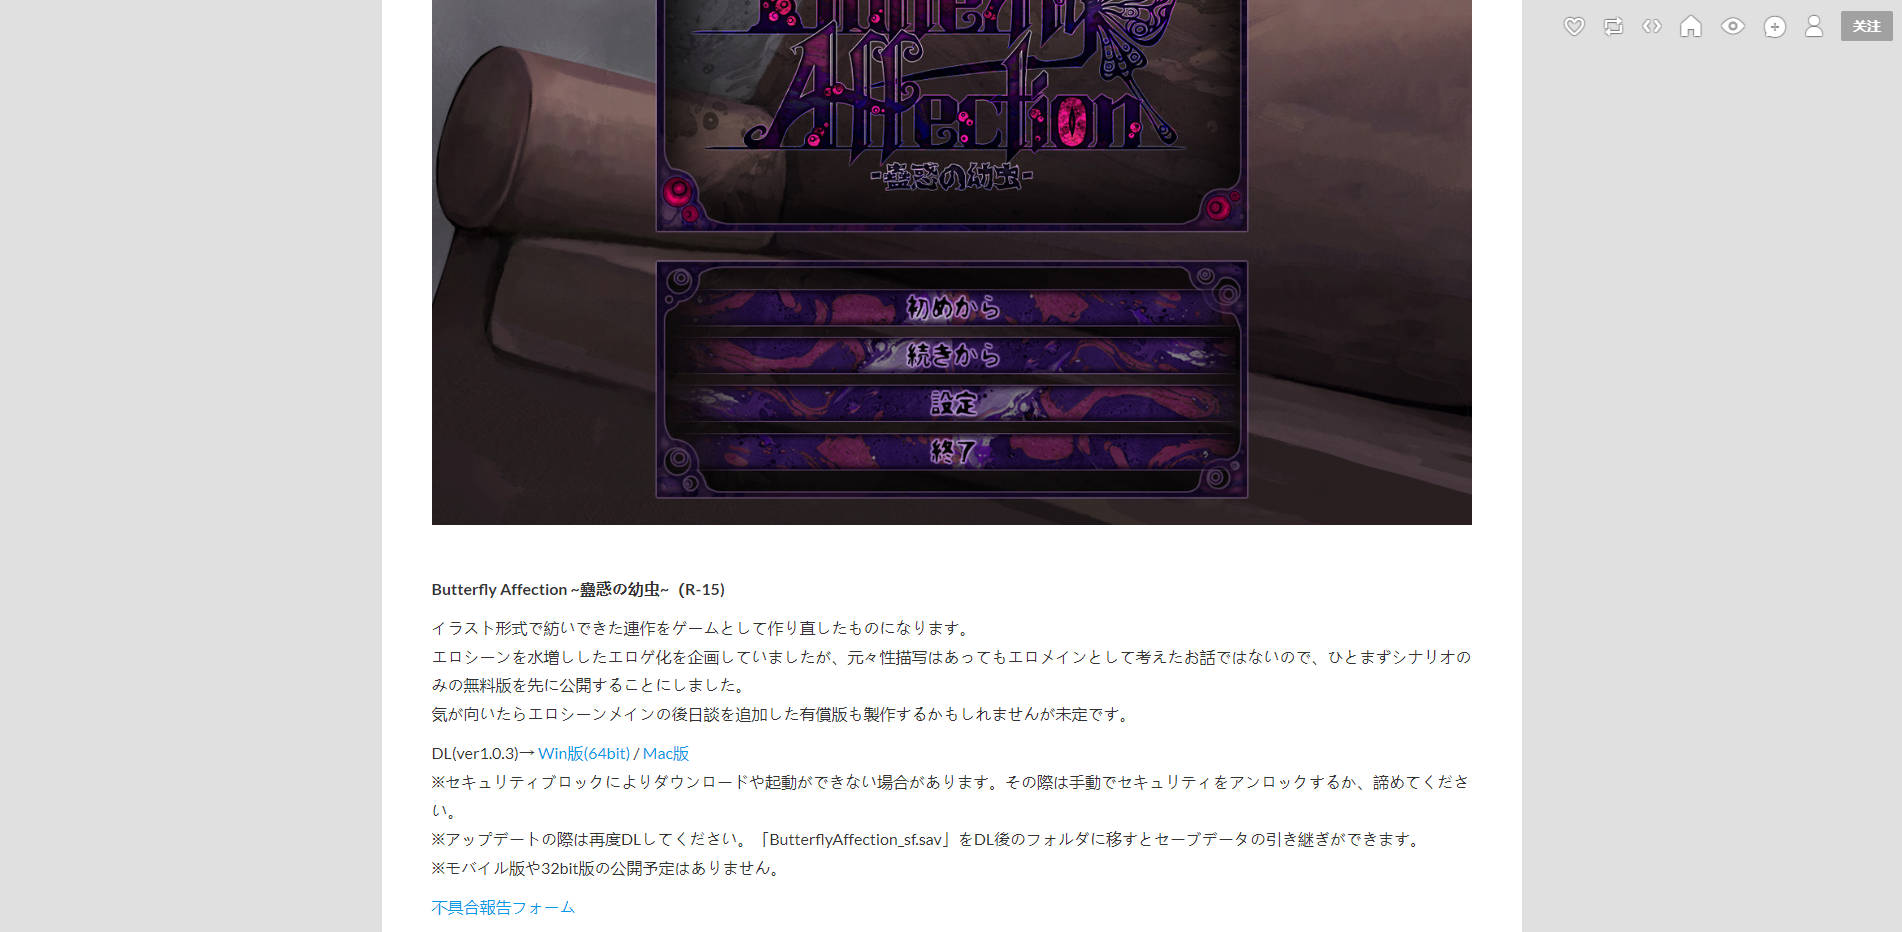 关注
Butterfly
Affection
-蠱惑の幼虫-
初めから
続きから
設定
終了
Butterfly Affection ~蠱惑の幼虫~（R-15)
イラスト形式で紡いできた連作をゲームとして作り直したものになります。
エロシーンを水増ししたエロゲ化を企画していましたが、元々性描写はあってもエロメインとして考えたお話ではないので、ひとまずシナリオの
みの無料版を先に公開することにしました。
気が向いたらエロシーンメインの後日談を追加した有償版も製作するかもしれませんが未定です。
DL(ver1.0.3)→ Win版(64bit) / Mac版
※セキュリティブロックによりダウンロードや起動ができない場合があります。その際は手動でセキュリティをアンロックするか、諦めてくださ
い。
※アップデートの際は再度DLしてください。「ButterflyAffection_sf.sav」をDL後のフォルダに移すとセーブデータの引き継ぎができます。
※モバイル版や32bit版の公開予定はありません。
不具合報告フォーム